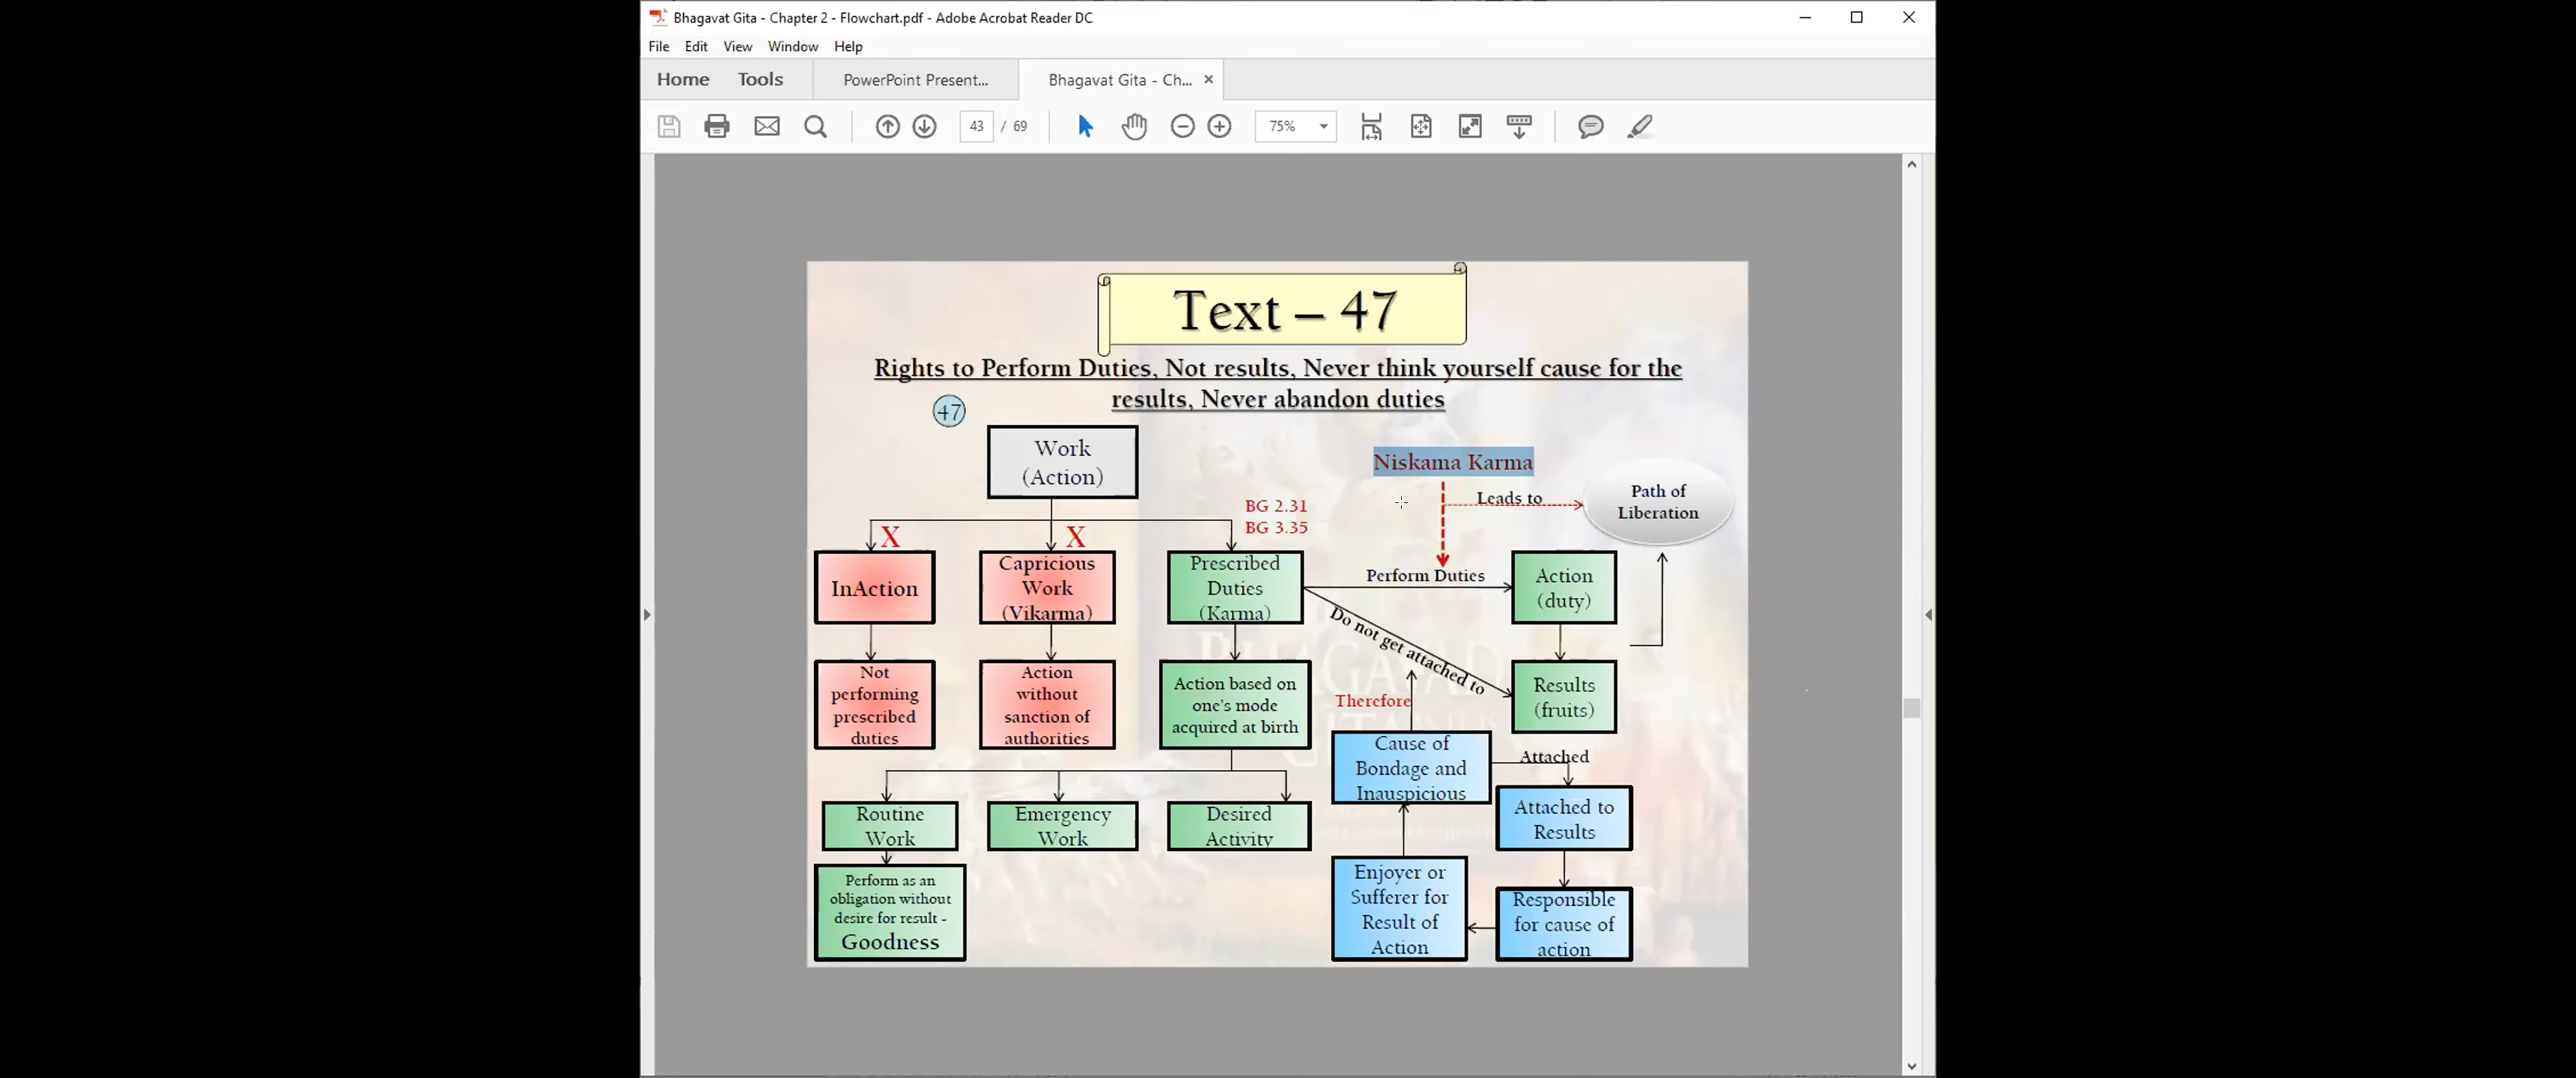 Bhagavat Gita - Chapter 2 - Flowchart.pdf - Adobe Acrobat Reader DC
File Edit View Window Help
Home Tools PowerPoint Present... Bhagavat Gita - Ch...
43 / 69 75%
Text – 47
Rights to Perform Duties, Not results, Never think yourself cause for the
results, Never abandon duties
47
Work
(Action)
Niskama Karma
Leads to
Path of
Liberation
BG 2.31
BG 3.35
X
X
InAction
Capricious
Work
(Vikarma)
Prescribed
Duties
(Karma)
Perform Duties
Action
(duty)
Do not get attached to
Not
performing
prescribed
duties
Action
without
sanction of
authorities
Action based on
one's mode
acquired at birth
Therefore
Results
(fruits)
Cause of
Bondage and
Inauspicious
Attached
Routine
Work
Emergency
Work
Desired
Activity
Attached to
Results
Perform as an
obligation without
desire for result -
Goodness
Enjoyer or
Sufferer for
Result of
Action
Responsible
for cause of
action